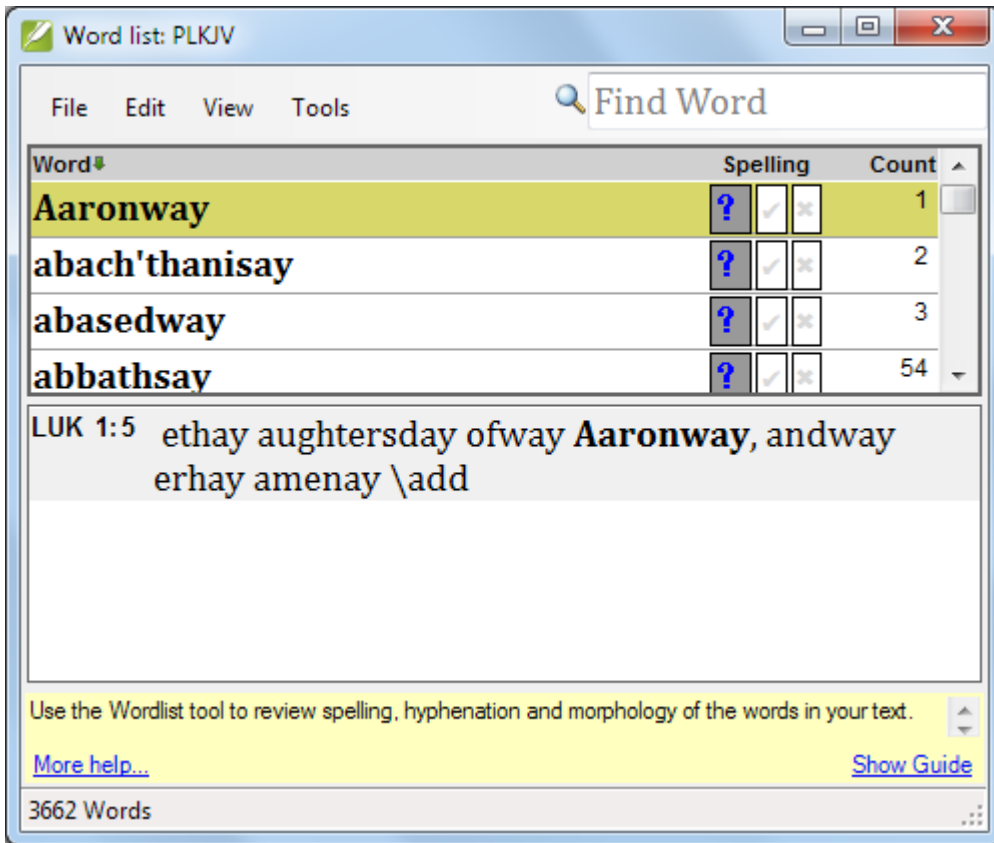 Word list: PLKJV
File Edit View Tools Find Word
Word Spelling Count
Aaronway ? 1
abach'thanisay ? 2
abasedway ? 3
abbathsay ? 54
LUK 1:5 ethay aughtersday ofway Aaronway, andway
erhay amenay \add
Use the Wordlist tool to review spelling, hyphenation and morphology of the words in your text.
More help... Show Guide
3662 Words